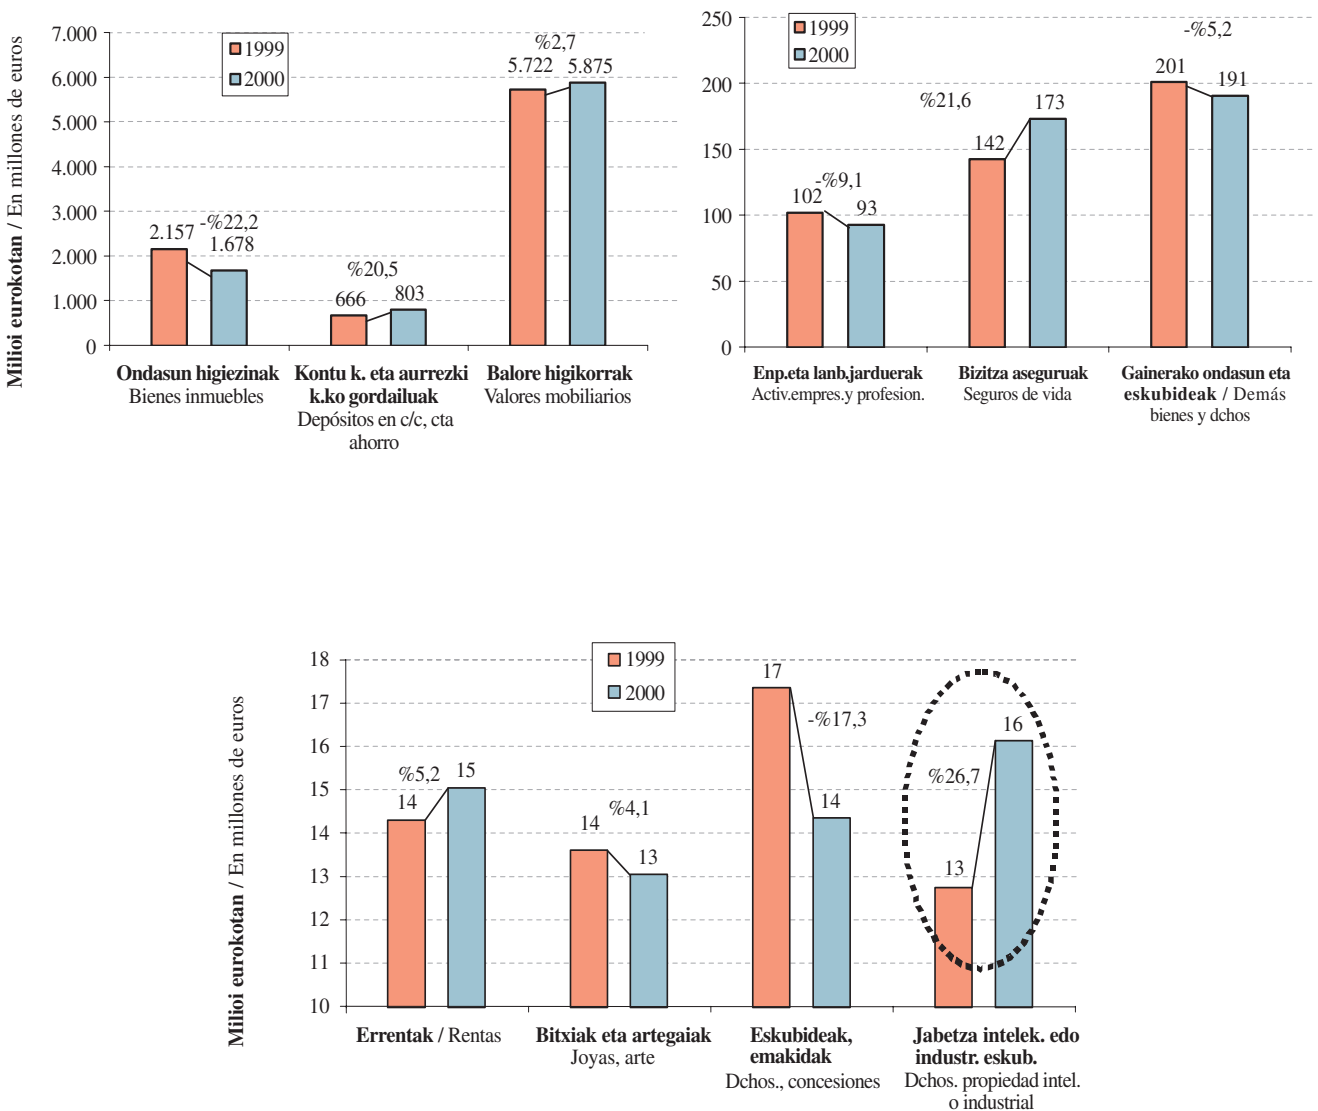 Milioi eurokotan / En millones de euros
7.000
6.000
5.000
4.000
3.000
2.000
1.000
0
1999
2000
2.157
-%22,2
1.678
%20,5
666
803
%2,7
5.722
5.875
Ondasun higiezinak
Bienes inmuebles
Kontu k. eta aurrezki
k.ko gordailuak
Depósitos en c/c, cta
ahorro
Balore higikorrak
Valores mobiliarios
250
200
150
100
50
0
1999
2000
102
-%9,1
93
%21,6
142
173
-%5,2
201
191
Enp.eta lanb.jarduerak
Activ.empres.y profesion.
Bizitza aseguruak
Seguros de vida
Gainerako ondasun eta
eskubideak / Demás
bienes y dchos
Milioi eurokotan / En millones de euros
18
17
16
15
14
13
12
11
10
1999
2000
%5,2
14
15
%4,1
14
13
17
-%17,3
14
16
%26,7
13
Errentak / Rentas
Bitxiak eta artegaiak
Joyas, arte
Eskubideak,
emakidak
Dchos., concesiones
Jabetza intelek. edo
industr. eskub.
Dchos. propiedad intel.
o industrial